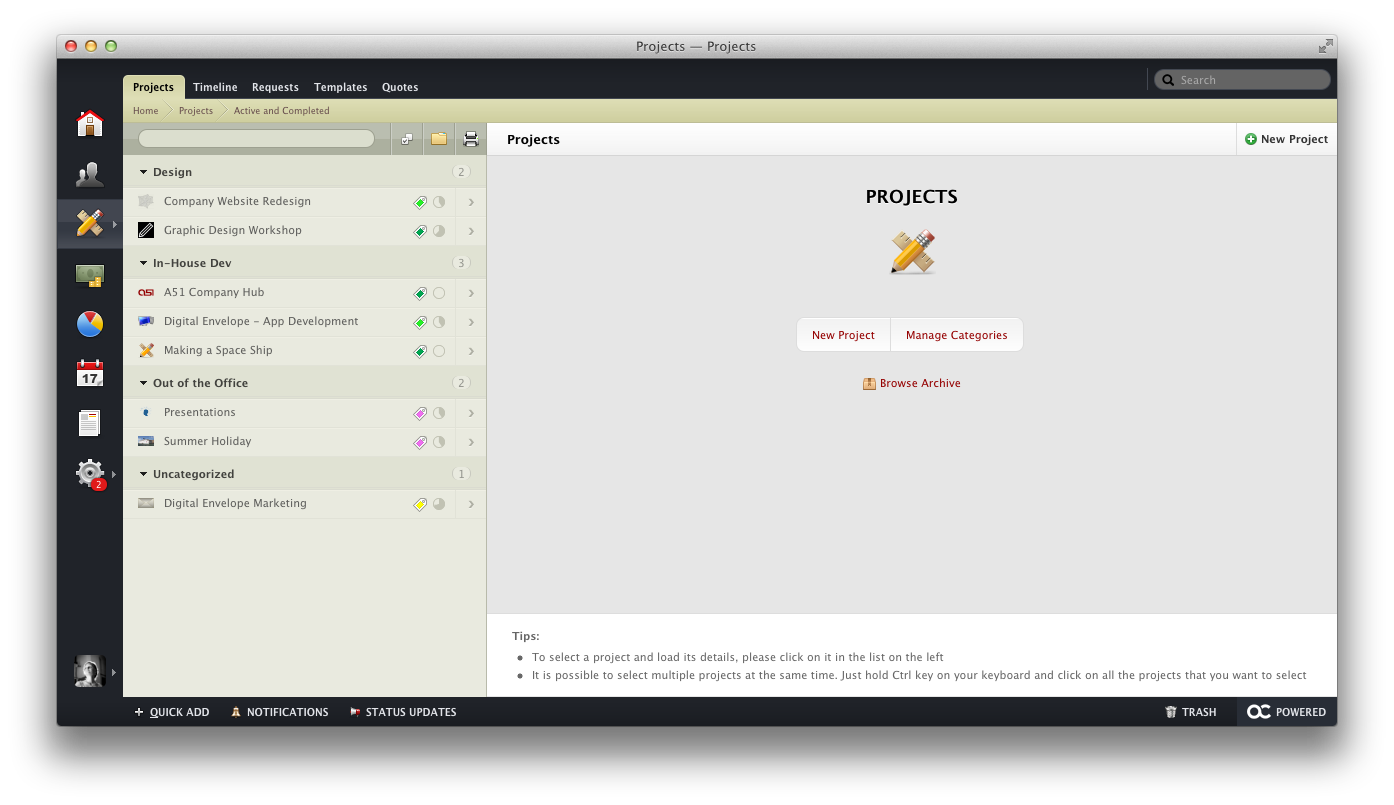 Projects — Projects
Projects Timeline Requests Templates Quotes
Search
Home Projects Active and Completed
Projects
New Project
Design 2
Company Website Redesign
Graphic Design Workshop
In-House Dev 3
a51 A51 Company Hub
Digital Envelope - App Development
Making a Space Ship
Out of the Office 2
Presentations
Summer Holiday
Uncategorized 1
Digital Envelope Marketing
17
2
PROJECTS
New Project Manage Categories
Browse Archive
Tips:
To select a project and load its details, please click on it in the list on the left
It is possible to select multiple projects at the same time. Just hold Ctrl key on your keyboard and click on all the projects that you want to select
QUICK ADD NOTIFICATIONS STATUS UPDATES
TRASH
POWERED